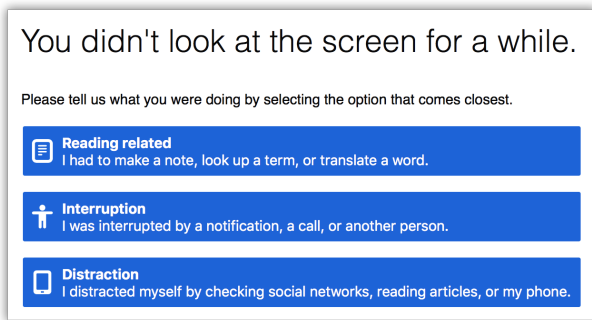 You didn't look at the screen for a while.
Please tell us what you were doing by selecting the option that comes closest.
Reading related
I had to make a note, look up a term, or translate a word.
Interruption
I was interrupted by a notification, a call, or another person.
Distraction
I distracted myself by checking social networks, reading articles, or my phone.